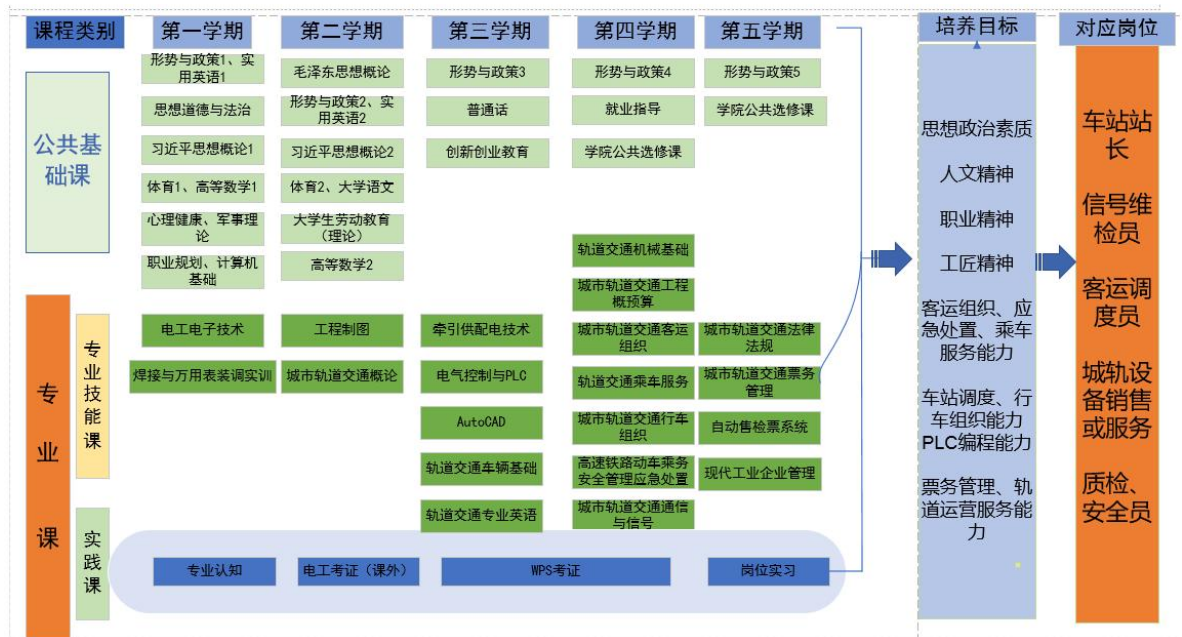 课程类别
第一学期
第二学期
第三学期
第四学期
第五学期
培养目标
对应岗位
公共基
础课
形势与政策1、实
用英语1
思想道德与法治
习近平思想概论1
体育1、高等数学1
心理健康、军事理
论
职业规划、计算机
基础
毛泽东思想概论
形势与政策2、实
用英语2
习近平思想概论2
体育2、大学语文
大学生劳动教育
（理论）
高等数学2
形势与政策3
普通话
创新创业教育
形势与政策4
就业指导
学院公共选修课
形势与政策5
学院公共选修课
专
业
课
专
业
技
能
课
电工电子技术
焊接与万用表装调实训
工程制图
城市轨道交通概论
牵引供配电技术
电气控制与PLC
AutoCAD
轨道交通车辆基础
轨道交通专业英语
轨道交通机械基础
城市轨道交通工程
概预算
城市轨道交通客运
组织
轨道交通乘车服务
城市轨道交通行车
组织
高速铁路动车乘务
安全管理应急处置
城市轨道交通通信
与信号
城市轨道交通法律
法规
城市轨道交通票务
管理
自动售检票系统
现代工业企业管理
实
践
课
专业认知
电工考证（课外）
WPS考证
岗位实习
思想政治素质
人文精神
职业精神
工匠精神
客运组织、应
急处置、乘车
服务能力
车站调度、行
车组织能力
PLC编程能力
票务管理、轨
道运营服务能
力
车站站
长
信号维
检员
客运调
度员
城轨设
备销售
或服务
质检、
安全员